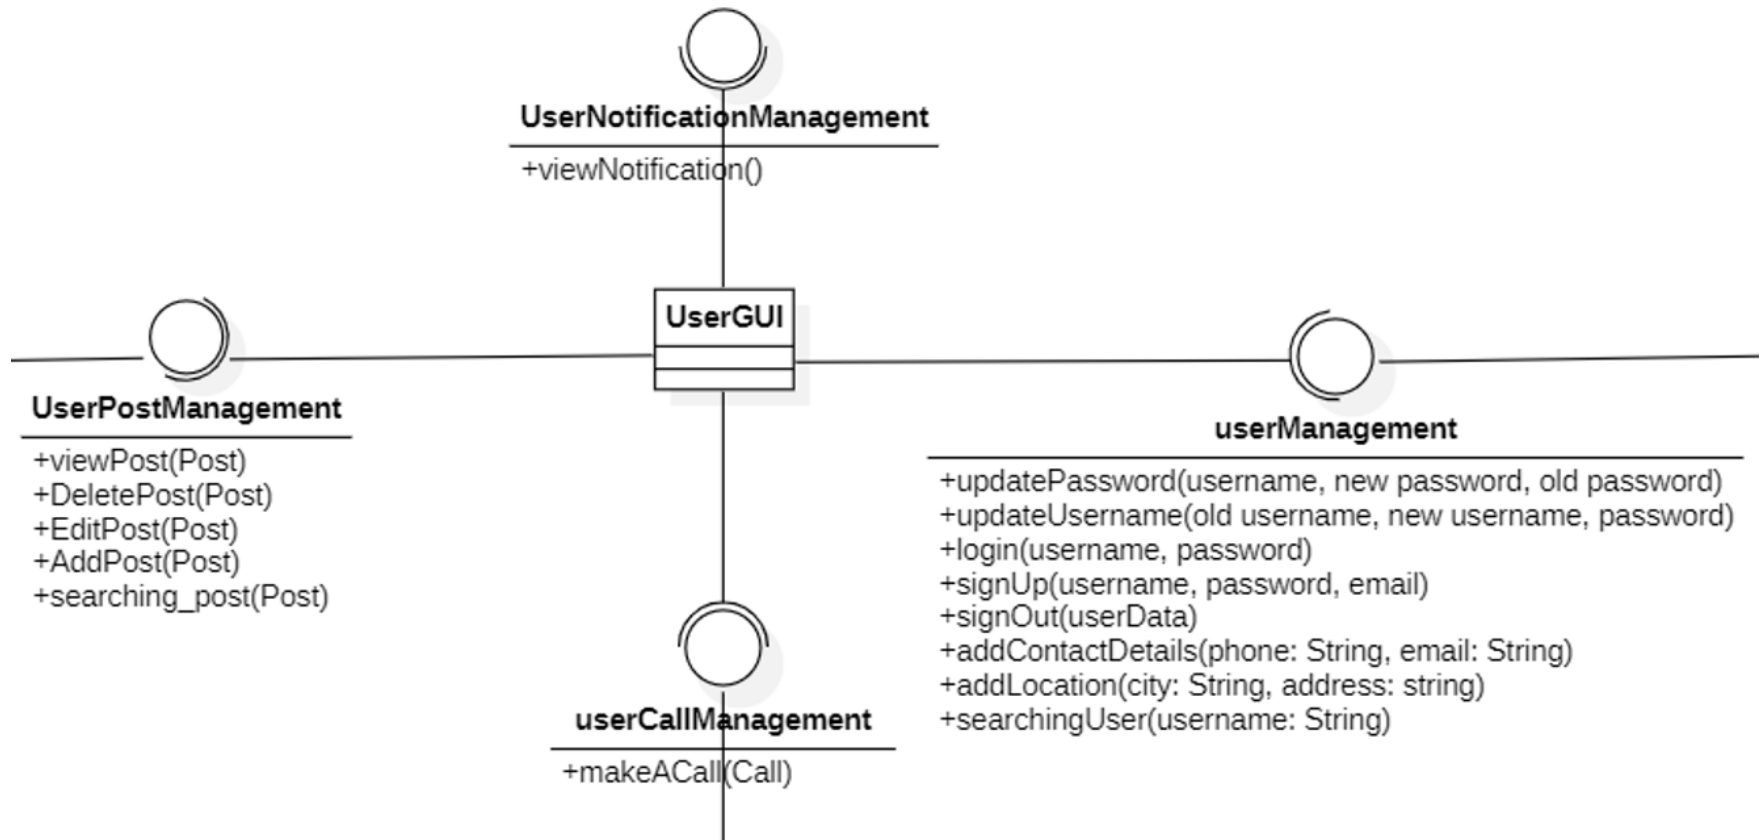 UserNotificationManagement
+viewNotification()
UserGUI
UserPostManagement
+viewPost(Post)
+DeletePost(Post)
+EditPost(Post)
+AddPost(Post)
+searching_post(Post)
userManagement
+updatePassword(username, new password, old password)
+updateUsername(old username, new username, password)
+login(username, password)
+signUp(username, password, email)
+signOut(userData)
+addContactDetails(phone: String, email: String)
+addLocation(city: String, address: string)
+searchingUser(username: String)
userCallManagement
+makeACall(Call)